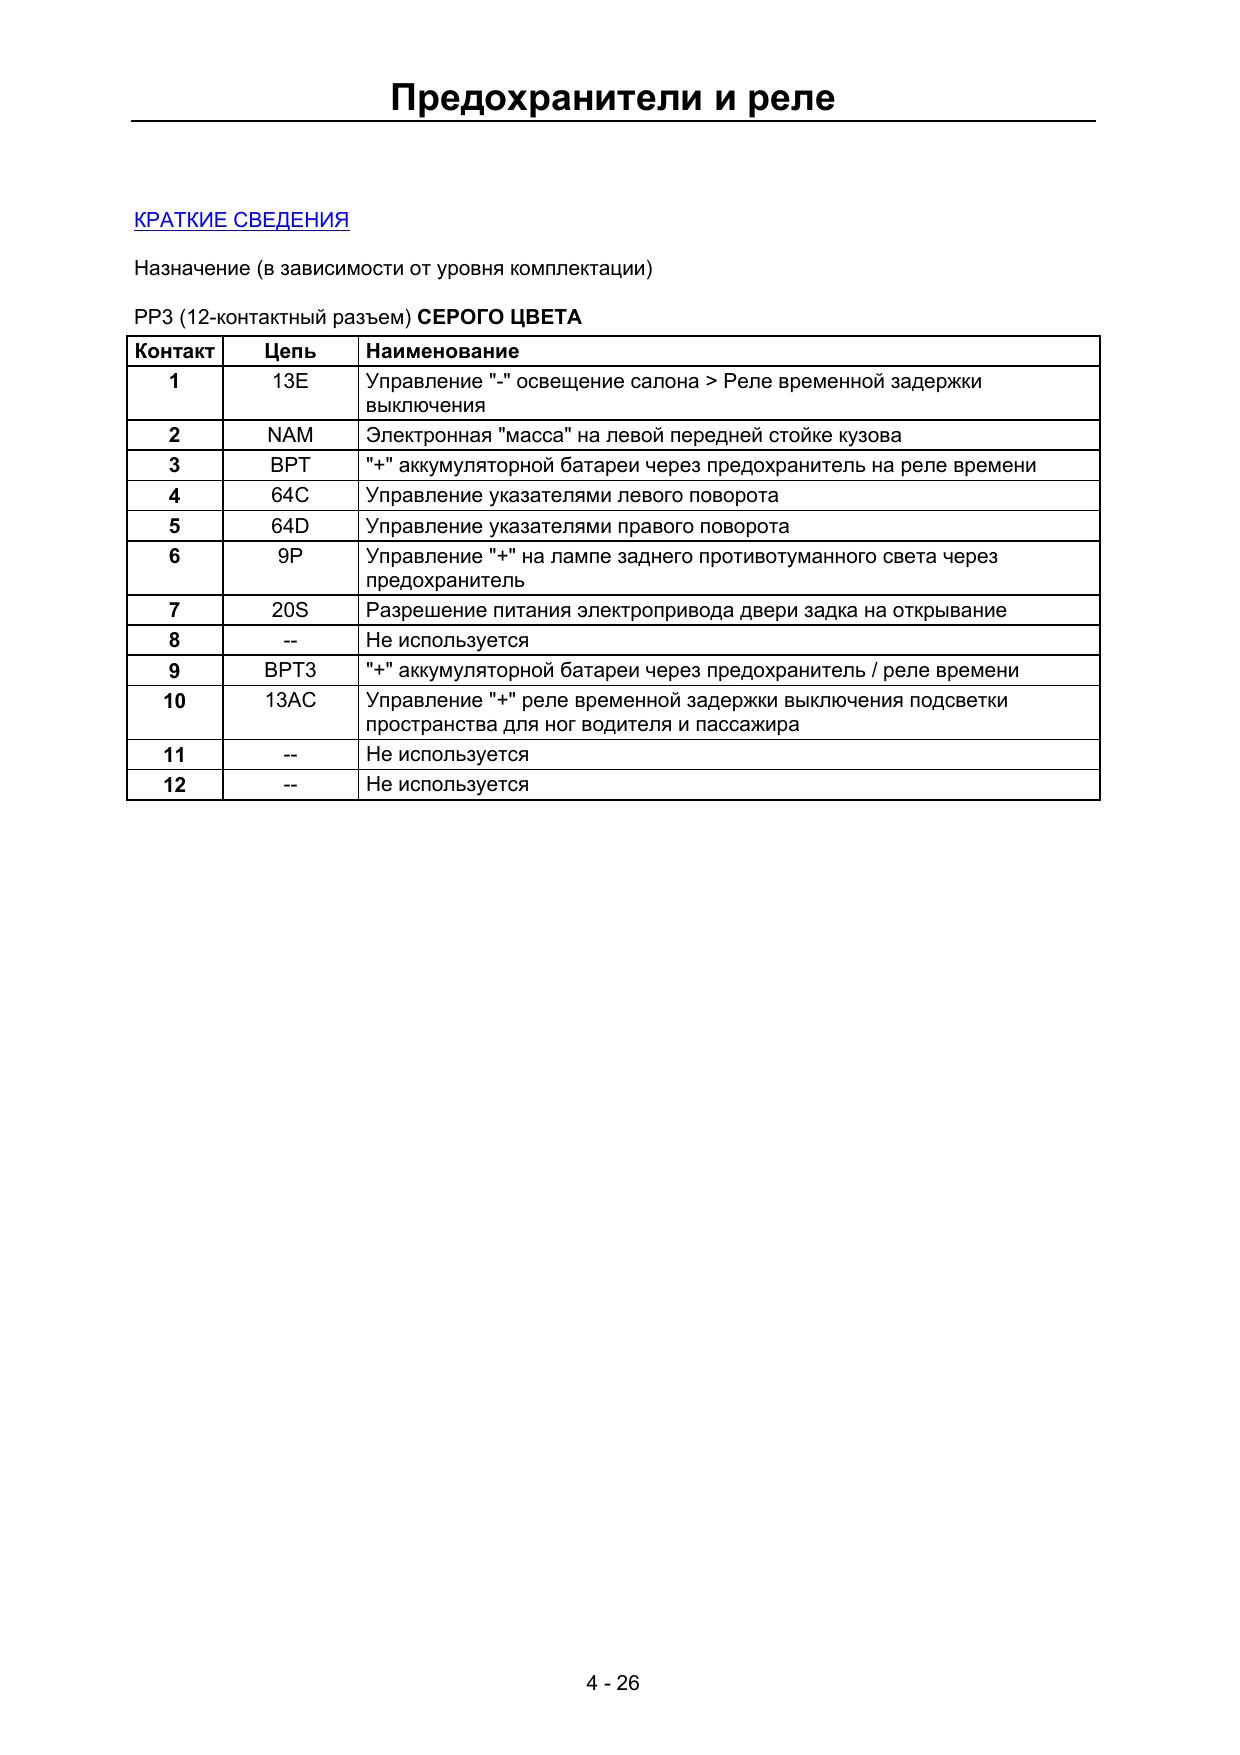 Предохранители и реле
КРАТКИЕ СВЕДЕНИЯ
Назначение (в зависимости от уровня комплектации)
PP3 (12-контактный разъем) СЕРОГО ЦВЕТА
Контакт Цепь Наименование
1 13E Управление "-" освещение салона > Реле временной задержки
выключения
2 NAM Электронная "масса" на левой передней стойке кузова
3 BPT "+" аккумуляторной батареи через предохранитель на реле времени
4 64C Управление указателями левого поворота
5 64D Управление указателями правого поворота
6 9P Управление "+" на лампе заднего противотуманного света через
предохранитель
7 20S Разрешение питания электропривода двери задка на открывание
8 -- Не используется
9 BPT3 "+" аккумуляторной батареи через предохранитель / реле времени
10 13AC Управление "+" реле временной задержки выключения подсветки
пространства для ног водителя и пассажира
11 -- Не используется
12 -- Не используется
4 - 26